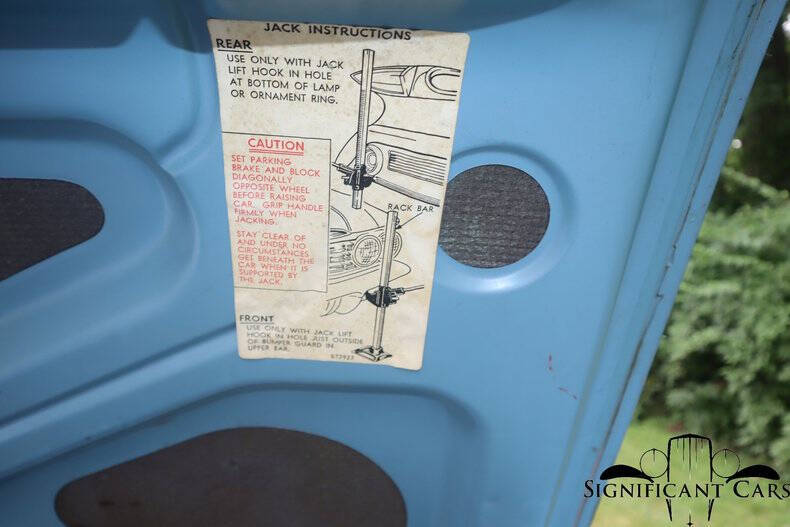 JACK INSTRUCTIONS
REAR
USE ONLY WITH JACK
LIFT HOOK IN HOLE
AT BOTTOM OF LAMP
OR ORNAMENT RING.
CAUTION
SET PARKING
BRAKE AND BLOCK
DIAGONALLY
OPPOSITE WHEEL
BEFORE RAISING
CAR. GRIP HANDLE
FIRMLY WHEN
JACKING.
STAY CLEAR OF
AND UNDER NO
CIRCUMSTANCES
GET BENEATH THE
CAR WHEN IT IS
SUPPORTED BY
THE JACK.
RACK BAR
FRONT
USE ONLY WITH JACK LIFT
HOOK IN HOLE JUST OUTSIDE
OF BUMPER GUARD IN
UPPER BAR.
SIGNIFICANT CARS